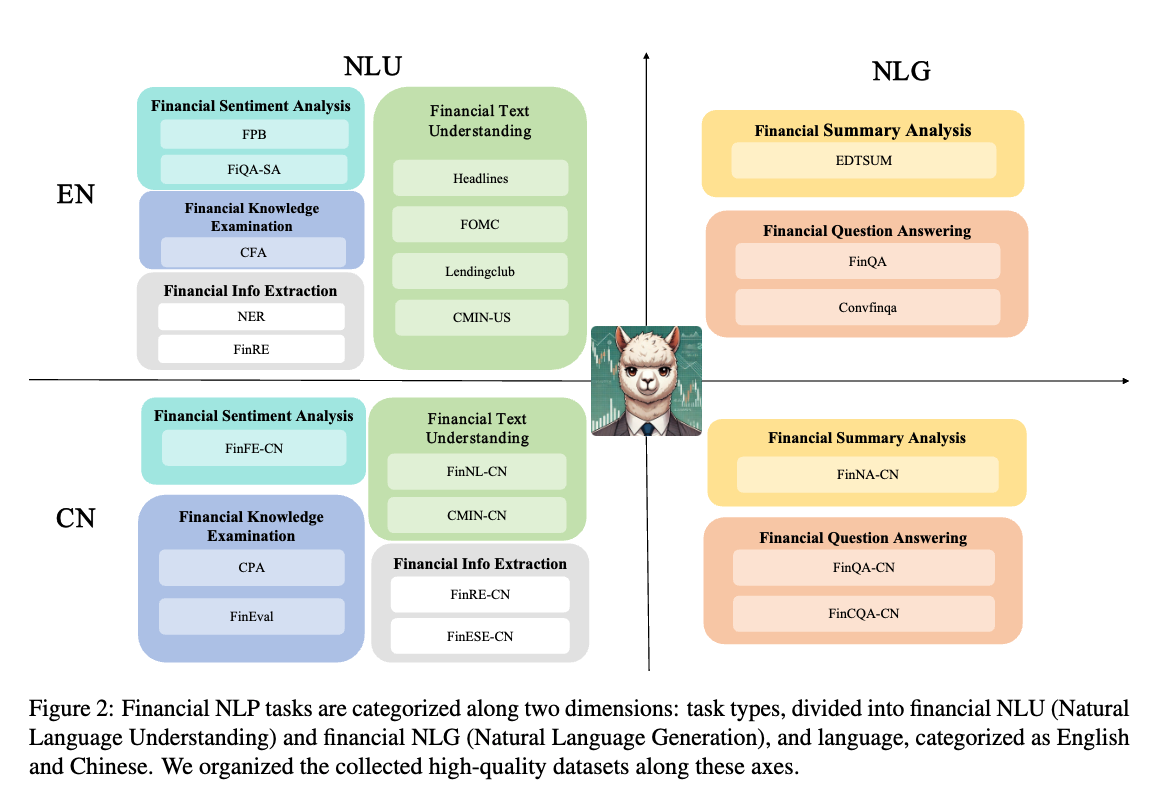 NLU
NLG
EN
Financial Sentiment Analysis
FPB
FiQA-SA
Financial Knowledge
Examination
CFA
Financial Info Extraction
NER
FinRE
Financial Text
Understanding
Headlines
FOMC
Lendingclub
CMIN-US
Financial Summary Analysis
EDTSUM
Financial Question Answering
FinQA
Convfinqa
CN
Financial Sentiment Analysis
FinFE-CN
Financial Knowledge
Examination
CPA
FinEval
Financial Text
Understanding
FinNL-CN
CMIN-CN
Financial Info Extraction
FinRE-CN
FinESE-CN
Financial Summary Analysis
FinNA-CN
Financial Question Answering
FinQA-CN
FinCQA-CN
Figure 2: Financial NLP tasks are categorized along two dimensions: task types, divided into financial NLU (Natural
Language Understanding) and financial NLG (Natural Language Generation), and language, categorized as English
and Chinese. We organized the collected high-quality datasets along these axes.